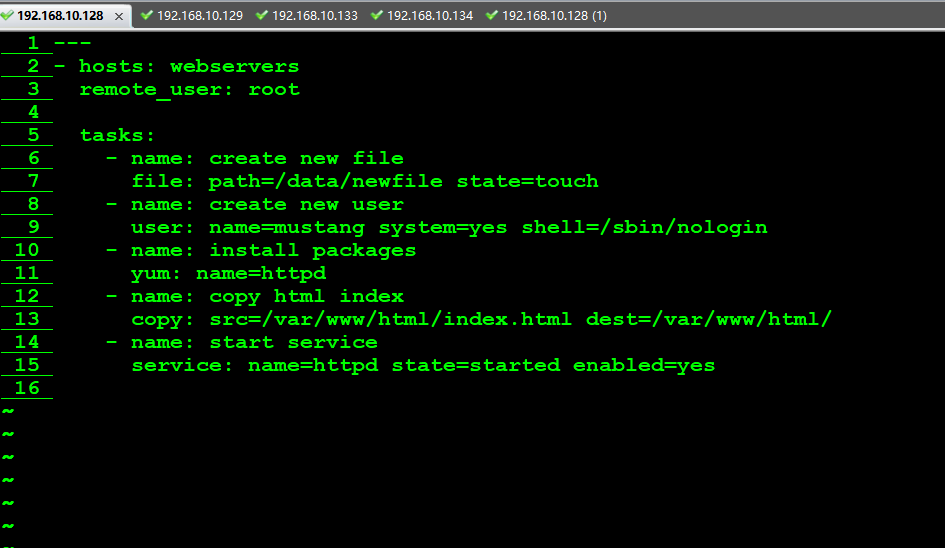 192.168.10.128 × 192.168.10.129 192.168.10.133 192.168.10.134 192.168.10.128 (1)
1 ---
2 - hosts: webservers
3   remote_user: root
4
5   tasks:
6     - name: create new file
7       file: path=/data/newfile state=touch
8     - name: create new user
9       user: name=mustang system=yes shell=/sbin/nologin
10     - name: install packages
11       yum: name=httpd
12     - name: copy html index
13       copy: src=/var/www/html/index.html dest=/var/www/html/
14     - name: start service
15       service: name=httpd state=started enabled=yes
16
~
~
~
~
~
~